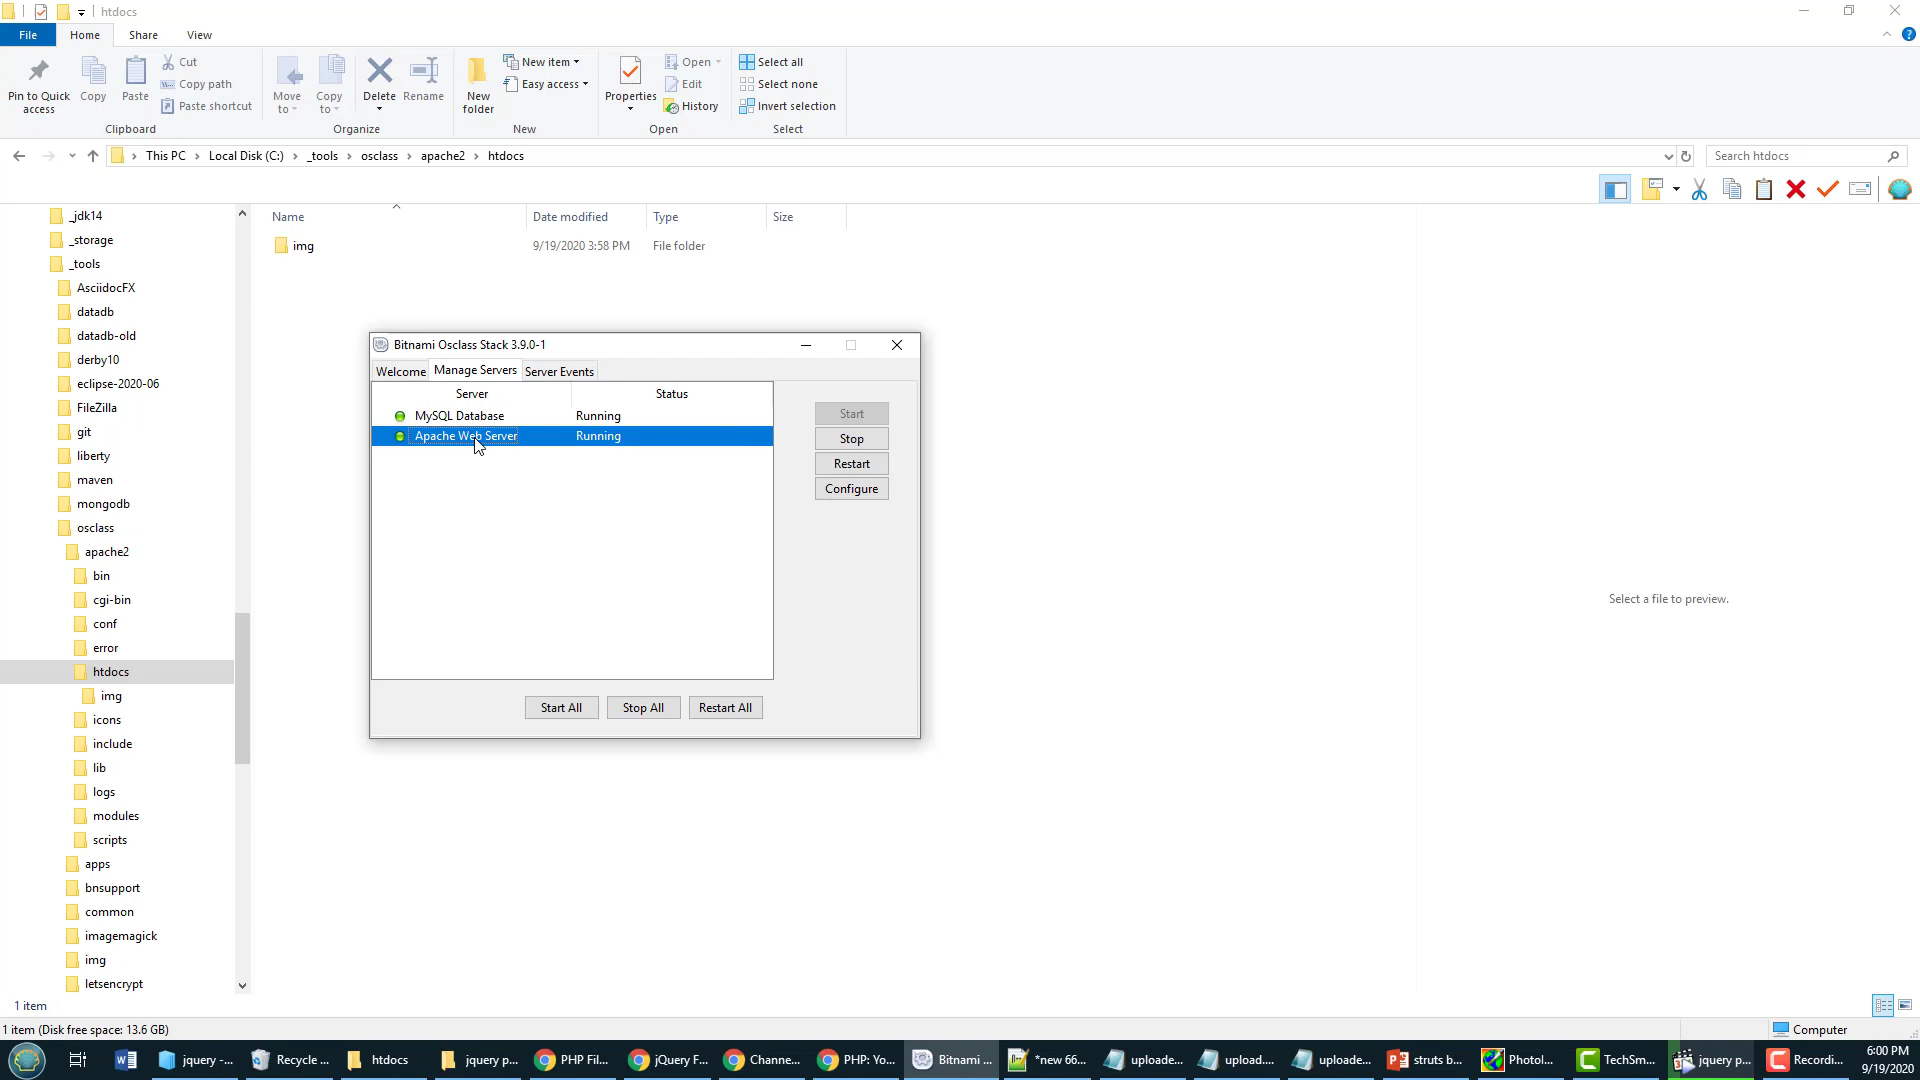 htdocs
File Home Share View
Pin to Quick access
Copy
Paste
Cut
Copy path
Paste shortcut
Clipboard
Move to
Copy to
Delete
Rename
Organize
New folder
New item
Easy access
New
Properties
Open
Edit
History
Open
Select all
Select none
Invert selection
Select
This PC > Local Disk (C:) > _tools > osclass > apache2 > htdocs
Search htdocs
Name Date modified Type Size
img 9/19/2020 3:58 PM File folder
_jdk14
_storage
_tools
AsciidocFX
datadb
datadb-old
derby10
eclipse-2020-06
FileZilla
git
liberty
maven
mongodb
osclass
apache2
bin
cgi-bin
conf
error
htdocs
img
icons
include
lib
logs
modules
scripts
apps
bnsupport
common
imagemagick
img
letsencrypt
Bitnami Osclass Stack 3.9.0-1
Welcome Manage Servers Server Events
Server Status
MySQL Database Running
Apache Web Server Running
Start
Stop
Restart
Configure
Start All Stop All Restart All
Select a file to preview.
1 item
1 item (Disk free space: 13.6 GB)
Computer
jquery -... Recycle ... htdocs jquery p... PHP Fil... jQuery F... Channe... PHP: Yo... Bitnami ... *new 66... uploade... upload.... uploade... struts b... Photol... TechSm... jquery p... Recordi...
6:00 PM
9/19/2020